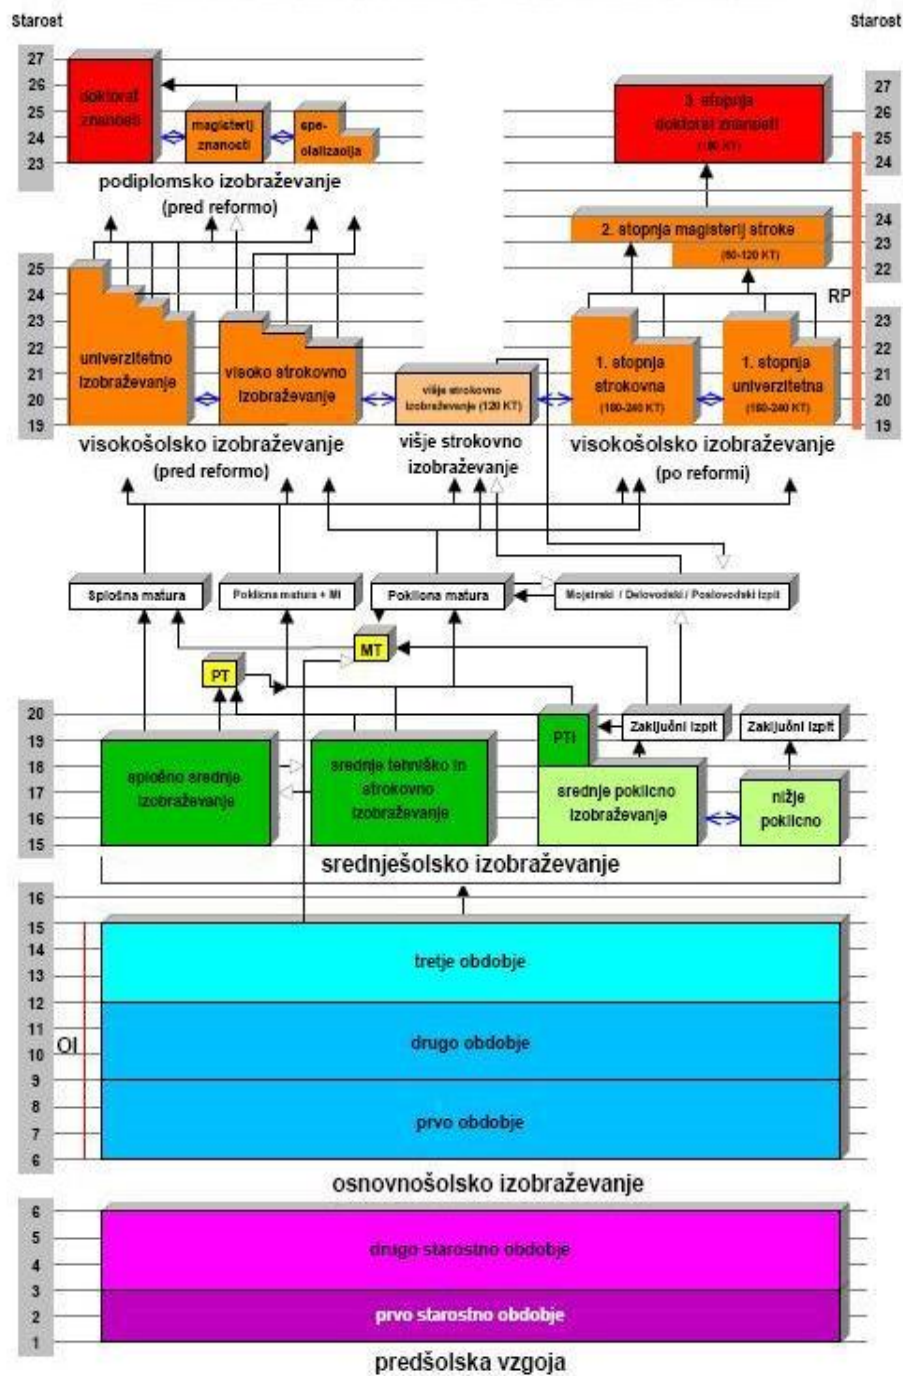 Starost
Starost
27
26
25
24
23
doktorat
znanosti
magisterij
znanosti
spe-
cializacija
podiplomsko izobraževanje
(pred reformo)
27
26
25
24
3. stopnja
doktorat znanosti
(180 KT)
24
23
22
2. stopnja magisterij stroke
(60-120 KT)
RP
25
24
23
22
21
20
19
univerzitetno
izobraževanje
visoko strokovno
izobraževanje
višje strokovno
izobraževanje (120 KT)
1. stopnja
strokovna
(180-240 KT)
1. stopnja
univerzitetna
(180-240 KT)
23
22
21
20
19
visokošolsko izobraževanje
(pred reformo)
višje strokovno
izobraževanje
visokošolsko izobraževanje
(po reformi)
Splošna matura
Poklicna matura + MI
Poklicna matura
Mojstrski / Delovodski / Poslovodski izpit
MT
PT
20
19
18
17
16
15
splošno srednje
izobraževanje
srednje tehniško in
strokovno
izobraževanje
PTI
Zaključni izpit
Zaključni izpit
srednje poklicno
izobraževanje
nižje
poklicno
srednješolsko izobraževanje
16
15
14
13
12
11
10
9
8
7
6
OI
tretje obdobje
drugo obdobje
prvo obdobje
osnovnošolsko izobraževanje
6
5
4
3
2
1
drugo starostno obdobje
prvo starostno obdobje
predšolska vzgoja